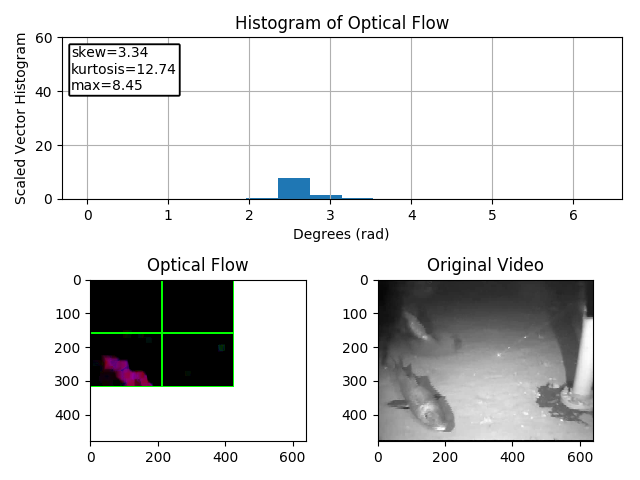 Histogram of Optical Flow
Scaled Vector Histogram
60
40
20
0
skew=3.34
kurtosis=12.74
max=8.45
0 1 2 3 4 5 6
Degrees (rad)
Optical Flow
0
100
200
300
400
0 200 400 600
Original Video
0
100
200
300
400
0 200 400 600